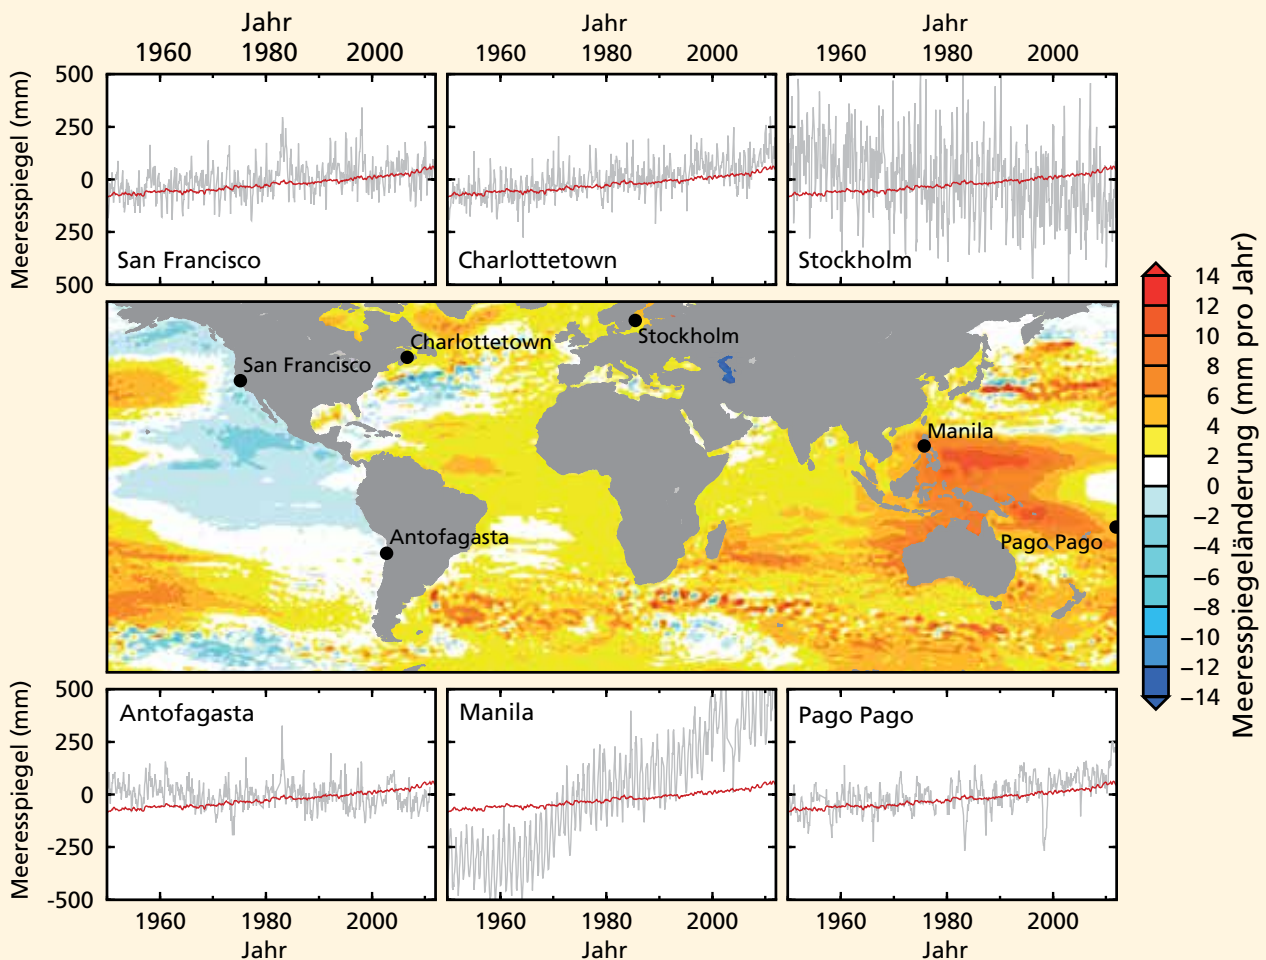 Jahr Jahr Jahr
1960 1980 2000 1960 1980 2000 1960 1980 2000
Meeresspiegel (mm)
500
250
0
250
500
San Francisco
Charlottetown
Stockholm
San Francisco
Charlottetown
Stockholm
Manila
Antofagasta
Pago Pago
14
12
10
8
6
4
2
0
−2
−4
−6
−8
−10
−12
−14
Meeresspiegeländerung (mm pro Jahr)
Meeresspiegel (mm)
500
250
0
-250
-500
Antofagasta
Manila
Pago Pago
1960 1980 2000 1960 1980 2000 1960 1980 2000
Jahr Jahr Jahr